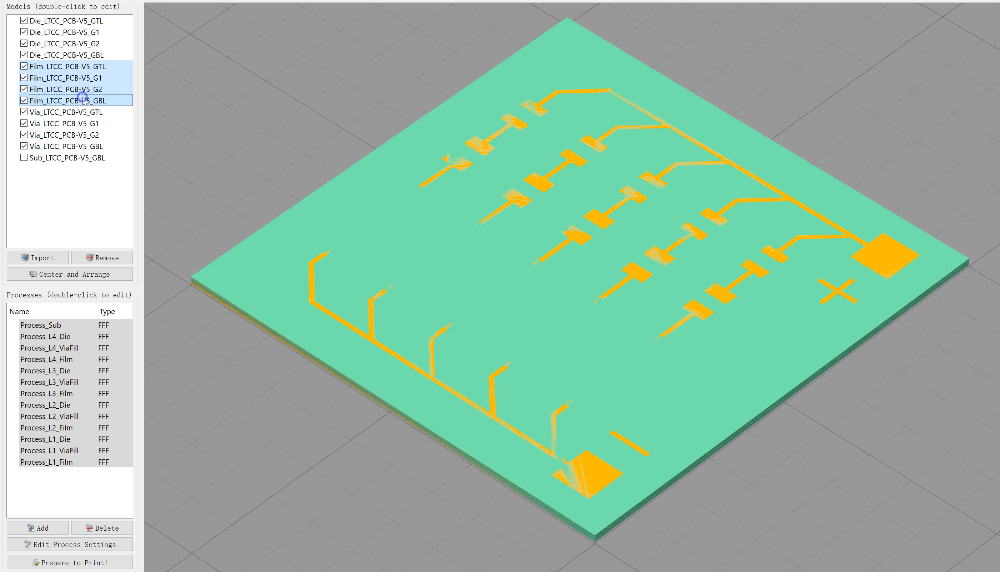 Models (double-click to edit)
Die_LTCC_PCB-V5_GTL
Die_LTCC_PCB-V5_G1
Die_LTCC_PCB-V5_G2
Die_LTCC_PCB-V5_GBL
Film_LTCC_PCB-V5_GTL
Film_LTCC_PCB-V5_G1
Film_LTCC_PCB-V5_G2
Film_LTCC_PCB-V5_GBL
Via_LTCC_PCB-V5_GTL
Via_LTCC_PCB-V5_G1
Via_LTCC_PCB-V5_G2
Via_LTCC_PCB-V5_GBL
Sub_LTCC_PCB-V5_GBL
Import Remove
Center and Arrange
Processes (double-click to edit)
Name Type
Process_Sub FFF
Process_L4_Die FFF
Process_L4_ViaFill FFF
Process_L4_Film FFF
Process_L3_Die FFF
Process_L3_ViaFill FFF
Process_L3_Film FFF
Process_L2_Die FFF
Process_L2_ViaFill FFF
Process_L2_Film FFF
Process_L1_Die FFF
Process_L1_ViaFill FFF
Process_L1_Film FFF
Add Delete
Edit Process Settings
Prepare to Print!